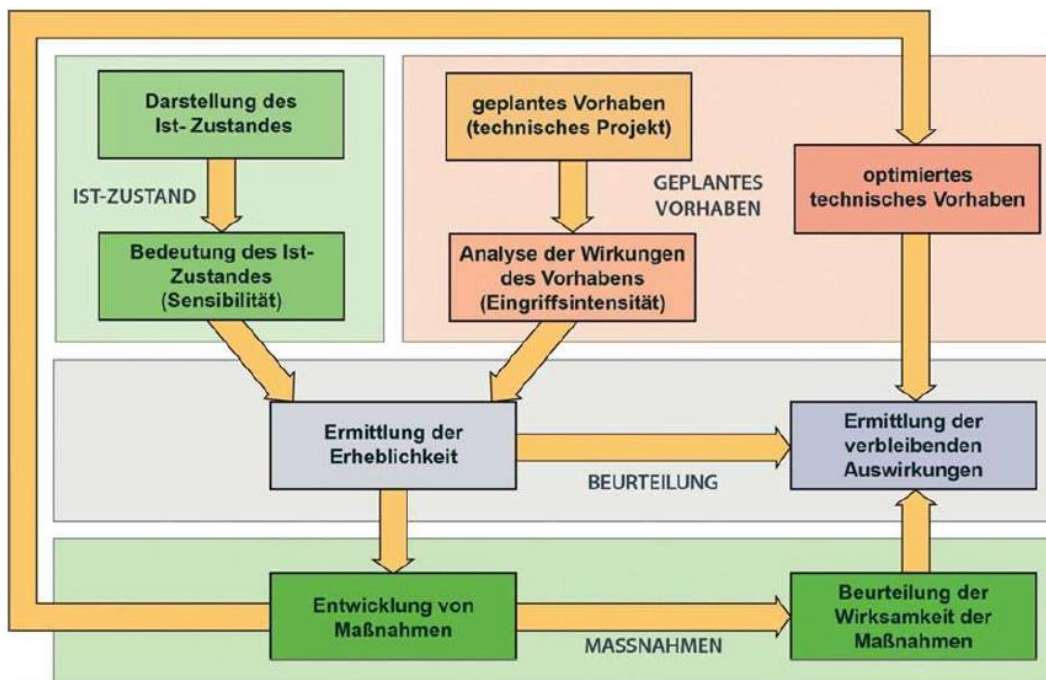 Darstellung des
Ist- Zustandes
geplantes Vorhaben
(technisches Projekt)
optimiertes
technisches Vorhaben
IST-ZUSTAND
GEPLANTES
VORHABEN
Bedeutung des Ist-
Zustandes
(Sensibilität)
Analyse der Wirkungen
des Vorhabens
(Eingriffsintensität)
Ermittlung der
Erheblichkeit
BEURTEILUNG
Ermittlung der
verbleibenden
Auswirkungen
Entwicklung von
Maßnahmen
MASSNAHMEN
Beurteilung der
Wirksamkeit der
Maßnahmen